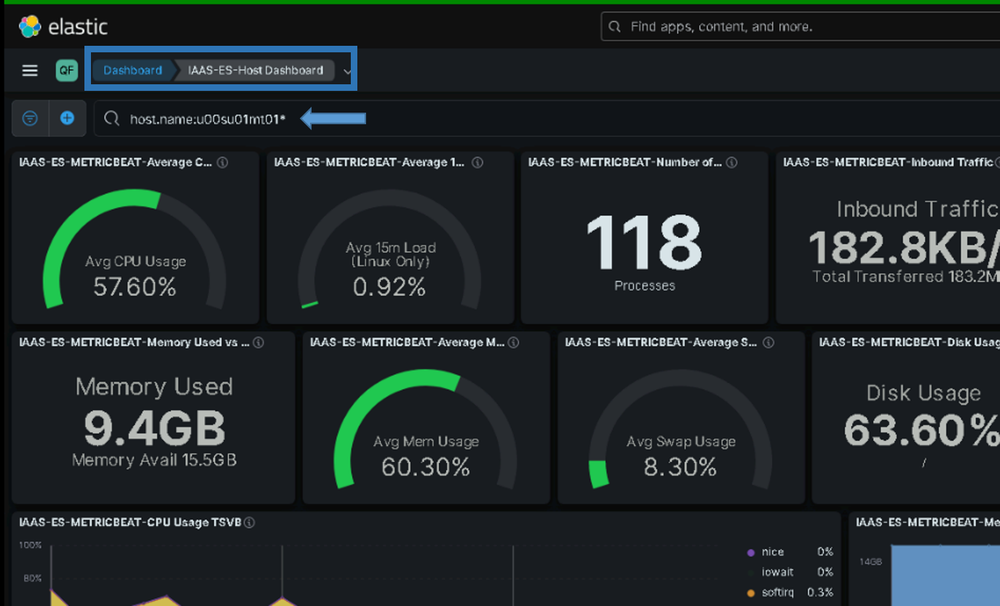 elastic
Find apps, content, and more.
QF
Dashboard
IAAS-ES-Host Dashboard
host.name:u00su01mt01*
IAAS-ES-METRICBEAT-Average C...
IAAS-ES-METRICBEAT-Average 1...
IAAS-ES-METRICBEAT-Number of...
IAAS-ES-METRICBEAT-Inbound Traffic
Avg CPU Usage
57.60%
Avg 15m Load
(Linux Only)
0.92%
118
Processes
Inbound Traffic
182.8KB/
Total Transferred 183.2M
IAAS-ES-METRICBEAT-Memory Used vs ...
IAAS-ES-METRICBEAT-Average M...
IAAS-ES-METRICBEAT-Average S...
IAAS-ES-METRICBEAT-Disk Usag
Memory Used
9.4GB
Memory Avail 15.5GB
Avg Mem Usage
60.30%
Avg Swap Usage
8.30%
Disk Usage
63.60%
/
IAAS-ES-METRICBEAT-CPU Usage TSVB
IAAS-ES-METRICBEAT-Me
100%
80%
nice 0%
iowait 0%
softirq 0.3%
14GB